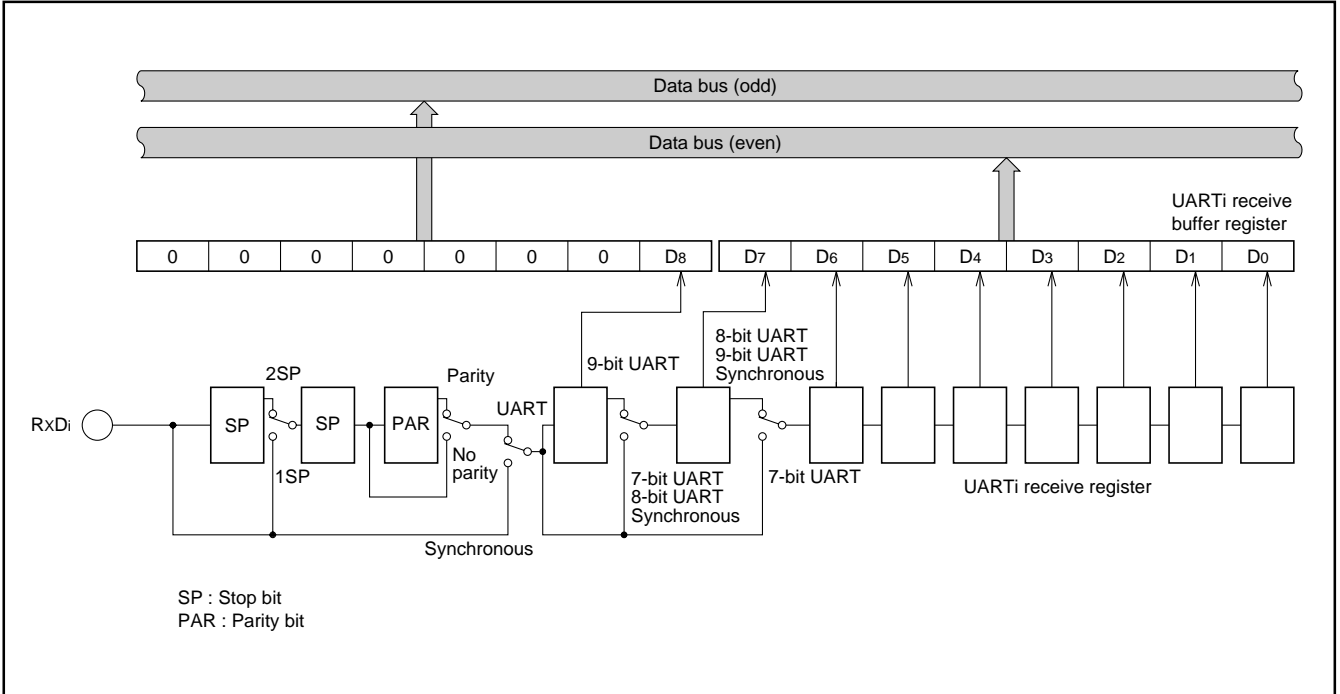 Data bus (odd)
Data bus (even)
UARTi receive
buffer register
0 0 0 0 0 0 0 D8 D7 D6 D5 D4 D3 D2 D1 D0
8-bit UART
9-bit UART
Synchronous
9-bit UART
2SP
Parity
UART
RxDi
SP
SP
PAR
1SP
No
parity
7-bit UART
8-bit UART
Synchronous
7-bit UART
UARTi receive register
Synchronous
SP : Stop bit
PAR : Parity bit